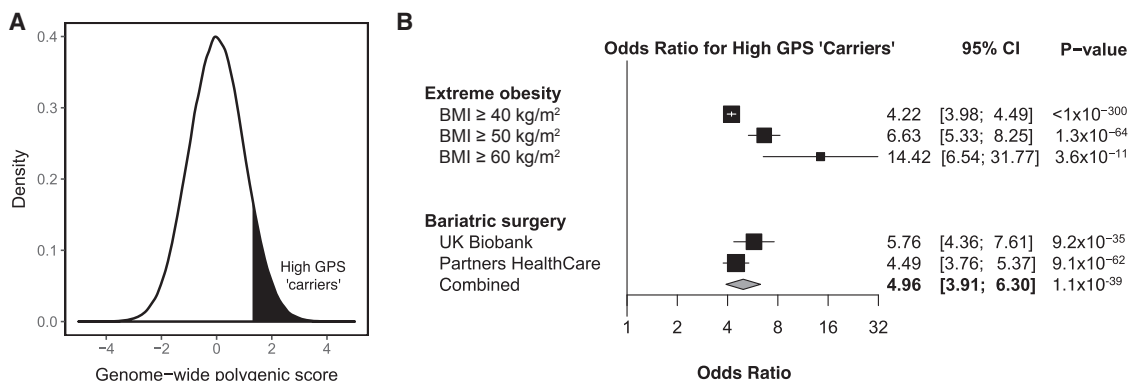 A
0.4
0.3
0.2
0.1
0.0
Density
−4 −2 0 2 4
Genome−wide polygenic score
High GPS
'carriers'
B
Odds Ratio for High GPS 'Carriers' 95% CI P−value
Extreme obesity
BMI ≥ 40 kg/m² 4.22 [3.98; 4.49] <1x10⁻³⁰⁰
BMI ≥ 50 kg/m² 6.63 [5.33; 8.25] 1.3x10⁻⁶⁴
BMI ≥ 60 kg/m² 14.42 [6.54; 31.77] 3.6x10⁻¹¹
Bariatric surgery
UK Biobank 5.76 [4.36; 7.61] 9.2x10⁻³⁵
Partners HealthCare 4.49 [3.76; 5.37] 9.1x10⁻⁶²
Combined 4.96 [3.91; 6.30] 1.1x10⁻³⁹
1 2 4 8 16 32
Odds Ratio